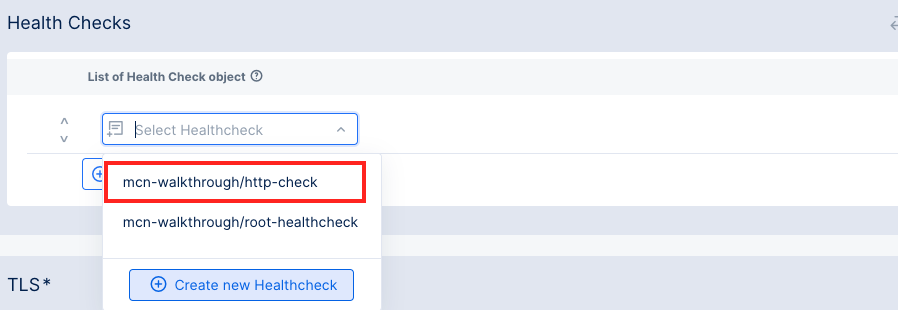 Health Checks
List of Health Check object
Select Healthcheck
mcn-walkthrough/http-check
mcn-walkthrough/root-healthcheck
Create new Healthcheck
TLS*